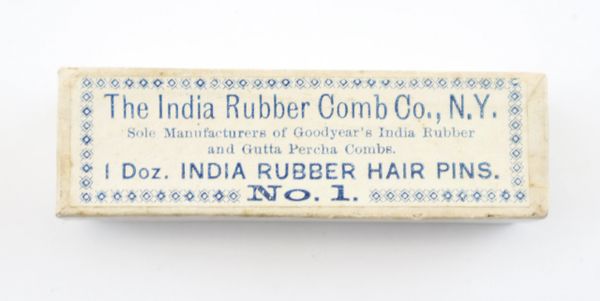 The India Rubber Comb Co., N.Y.
Sole Manufacturers of Goodyear's India Rubber
and Gutta Percha Combs.
1 Doz. INDIA RUBBER HAIR PINS.
No. 1.